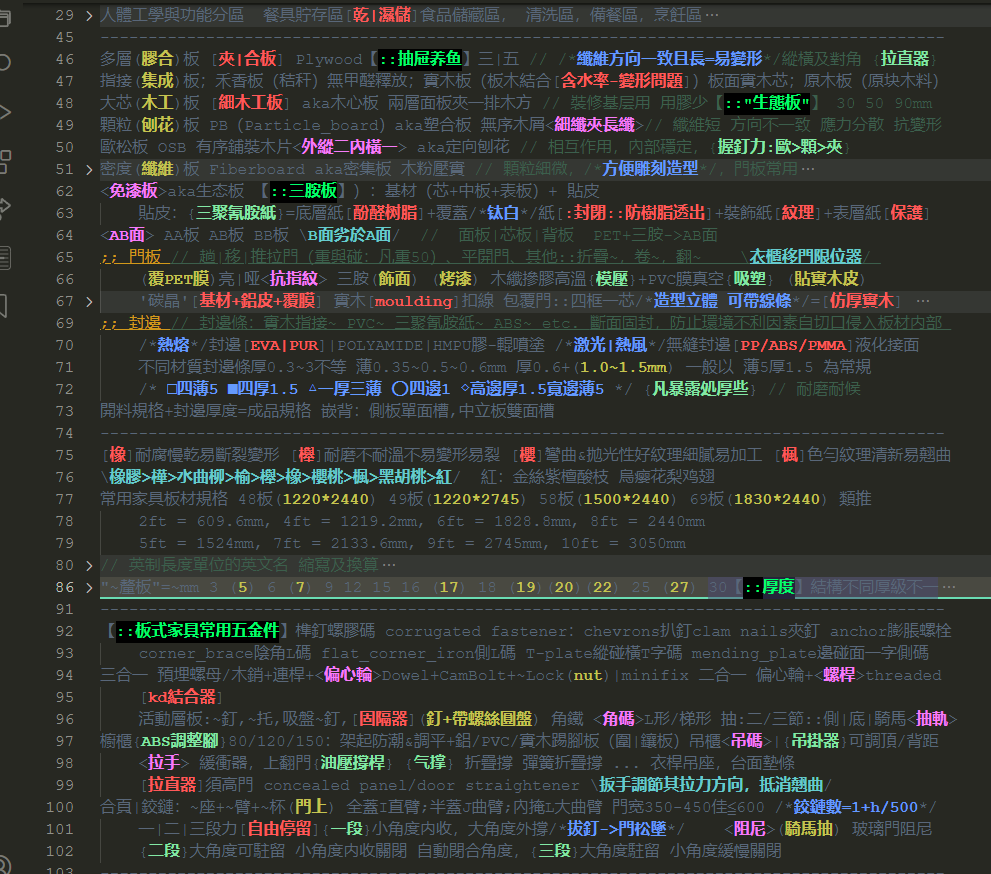 29 人體工學與功能分區 餐具貯存區[乾|濕儲]食品儲藏區, 清洗區, 備餐區, 烹飪區…
45 ----------------------------------------------------------------------------------------
46 多層(膠合)板 [夾|合板] Plywood【::抽屉养鱼】三|五 // /*纖維方向一致且長=易變形*/縱橫及對角 {拉直器}
47 指接(集成)板; 禾香板（秸秆）無甲醛釋放; 實木板（板木結合[含水率-變形問題]）板面實木芯; 原木板（原块木料）
48 大芯(木工)板 [細木工板] aka木心板 兩層面板夾一排木方 // 裝修基层用 用膠少【::"生態板"】 30 50 90mm
49 顆粒(刨花)板 PB（Particle_board）aka塑合板 無序木屑<細纖夾長纖>// 纖維短 方向不一致 應力分散 抗變形
50 歐松板 OSB 有序鋪裝木片<外縱二内橫一> aka定向刨花 // 相互作用, 内部穩定, {握釘力:歐>顆>夾}
51 密度(纖維)板 Fiberboard aka密集板 木粉壓實 // 顆粒細微, /*方便雕刻造型*/, 門板常用…
62 <免漆板>aka生态板 【::三胺板】）: 基材（芯+中板+表板）+ 貼皮
63 貼皮: {三聚氰胺紙}=底層紙[酚醛树脂]+覆蓋/*钛白*/紙[:封閉::防樹脂透出]+裝飾紙[紋理]+表層紙[保護]
64 <AB面> AA板 AB板 BB板 \B面劣於A面/ // 面板|芯板|背板 PET+三胺->AB面
65 ;; 門板 // 趟|移|推拉門（重與碰: 凡重50）、平開門、其他::折疊~, 卷~, 翻~ \衣櫃移門限位器/
66 (覆PET膜)亮|哑<抗指紋> 三胺(飾面) (烤漆) 木纖摻膠高溫{模壓}+PVC膜真空{吸塑} (貼實木皮)
67 '碳晶'[基材+鋁皮+覆膜] 實木[moulding]扣線 包覆門::四框一芯/*造型立體 可帶線條*/=[仿厚實木] …
69 ;; 封邊 // 封邊條: 實木指接~ PVC~ 三聚氰胺紙~ ABS~ etc. 斷面固封, 防止環境不利因素自切口侵入板材内部
70 /*熱熔*/封邊[EVA|PUR]|POLYAMIDE|HMPU膠-輥噴塗 /*激光|熱風*/無縫封邊[PP/ABS/PMMA]液化接面
71 不同材質封邊條厚0.3~3不等 薄0.35~0.5~0.6mm 厚0.6+(1.0~1.5mm) 一般以 薄5厚1.5 為常規
72 /* □四薄5 ■四厚1.5 ▵一厚三薄 〇四邊1 ⋄高邊厚1.5寬邊薄5 */ {凡暴露処厚些} // 耐磨耐候
73 開料規格+封邊厚度=成品規格 嵌背: 側板單面槽,中立板雙面槽
74 ----------------------------------------------------------------------------------------
75 [橡]耐腐慢乾易斷裂變形 [櫸]耐磨不耐溫不易變形易裂 [櫻]彎曲&抛光性好紋理細膩易加工 [楓]色勻紋理清新易翹曲
76 \橡膠>樺>水曲柳>榆>櫸>橡>櫻桃>楓>黑胡桃>紅/ 紅: 金絲紫檀酸枝 烏癭花梨鸡翅
77 常用家具板材規格 48板(1220*2440) 49板(1220*2745) 58板(1500*2440) 69板(1830*2440) 類推
78 2ft = 609.6mm, 4ft = 1219.2mm, 6ft = 1828.8mm, 8ft = 2440mm
79 5ft = 1524mm, 7ft = 2133.6mm, 9ft = 2745mm, 10ft = 3050mm
80 // 英制長度單位的英文名 縮寫及換算…
86 "~釐板"=~mm 3 (5) 6 (7) 9 12 15 16 (17) 18 (19)(20)(22) 25 (27) 30【::厚度】結構不同厚級不一…
91 ----------------------------------------------------------------------------------------
92 【::板式家具常用五金件】榫釘螺膠碼 corrugated fastener: chevrons扒釘clam nails夾釘 anchor膨脹螺栓
93 corner_brace陰角L碼 flat_corner_iron側L碼 T-plate縱碰橫T字碼 mending_plate邊碰面一字側碼
94 三合一 預埋螺母/木銷+連桿+<偏心輪>Dowel+CamBolt+~Lock(nut)|minifix 二合一 偏心輪+<螺桿>threaded
95 [kd結合器]
96 活動層板:~釘,~托,吸盤~釘,[固隔器](釘+帶螺絲圓盤) 角鐵 <角碼>L形/梯形 抽:二/三節::側|底|騎馬<抽軌>
97 櫥櫃{ABS調整腳}80/120/150: 架起防潮&調平+鋁/PVC/實木踢腳板（圍|鑲板）吊櫃<吊碼>|{吊掛器}可調頂/背距
98 <拉手> 緩衝器, 上翻門{油壓撐桿} {气撑} 折疊撐 彈簧折疊撐 ... 衣桿吊座, 台面墊條
99 [拉直器]須高門 concealed panel/door straightener \扳手調節其拉力方向, 抵消翹曲/
100 合頁|鉸鏈: ~座+~臂+~杯(門上) 全蓋I直臂;半蓋J曲臂;内掩L大曲臂 門宽350-450佳≤600 /*鉸鏈數=1+h/500*/
101 一|二|三段力[自由停留]{一段}小角度内收, 大角度外撐/*拔釘->門松墜*/ <阻尼>(騎馬抽) 玻璃門阻尼
102 {二段}大角度可駐留 小角度内收關閉 自動閉合角度, {三段}大角度駐留 小角度緩慢關閉